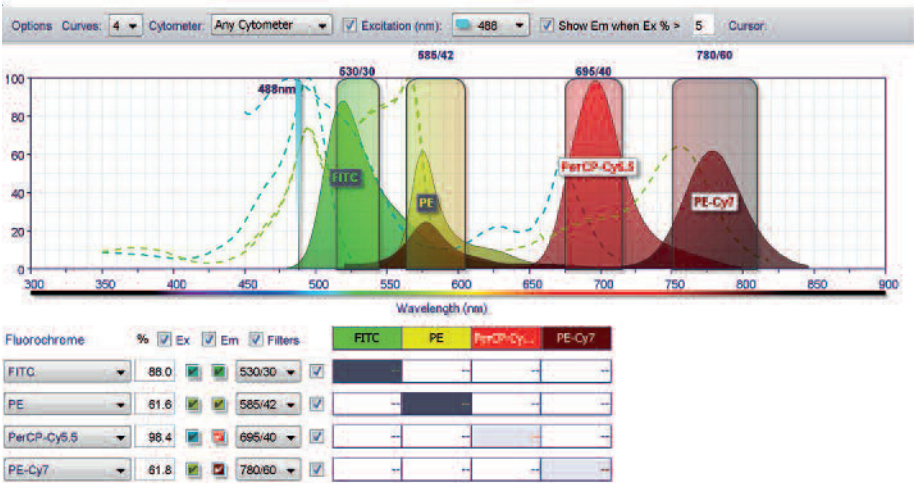 Options Curves: 4 Cytometer: Any Cytometer Excitation (nm): 488 Show Em when Ex % > 5 Cursor:
585/42 780/60
530/30 695/40
100
488nm
80
60
PerCP-Cy5.5
FITC
40
PE PE-Cy7
20
0
300 350 400 450 500 550 600 650 700 750 800 850 900
Wavelength (nm)
Fluorochrome % Ex Em Filters FITC PE PerCP-Cy... PE-Cy7
FITC 88.0 530/30 -- -- --
PE 61.6 585/42 -- -- -- --
PerCP-Cy5.5 98.4 695/40 -- -- -- --
PE-Cy7 61.8 780/60 -- -- -- --